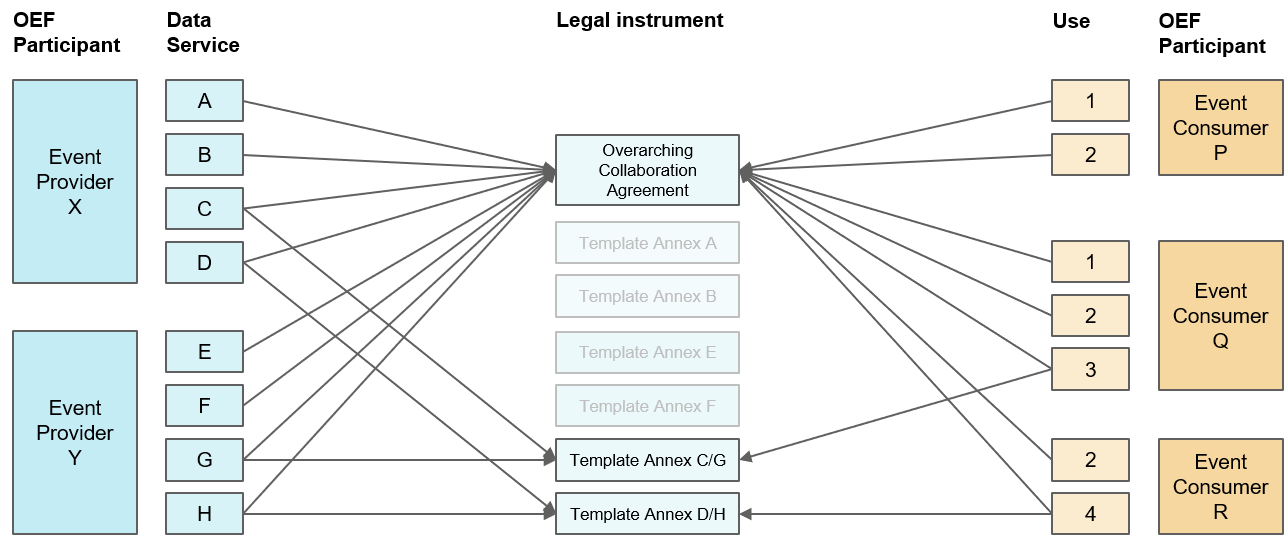 OEF
Participant
Data
Service
Legal instrument
Use
OEF
Participant
Event
Provider
X
A
B
C
D
Event
Provider
Y
E
F
G
H
Overarching
Collaboration
Agreement
Template Annex A
Template Annex B
Template Annex E
Template Annex F
Template Annex C/G
Template Annex D/H
1
2
Event
Consumer
P
1
2
3
Event
Consumer
Q
2
4
Event
Consumer
R